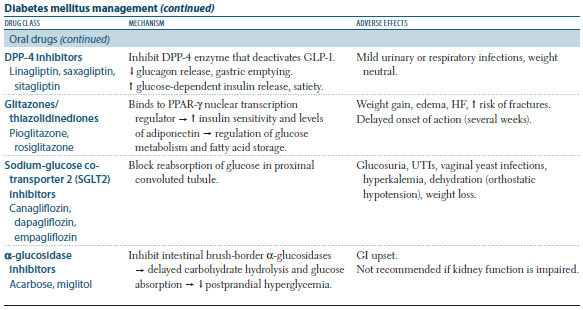 Diabetes mellitus management (continued)
DRUG CLASS MECHANISM ADVERSE EFFECTS
Oral drugs (continued)
DPP-4 inhibitors
Linagliptin, saxagliptin,
sitagliptin
Inhibit DPP-4 enzyme that deactivates GLP-1.
↓ glucagon release, gastric emptying.
↑ glucose-dependent insulin release, satiety.
Mild urinary or respiratory infections, weight
neutral.
Glitazones/
thiazolidinediones
Pioglitazone,
rosiglitazone
Binds to PPAR-γ nuclear transcription
regulator → ↑ insulin sensitivity and levels
of adiponectin → regulation of glucose
metabolism and fatty acid storage.
Weight gain, edema, HF, ↑ risk of fractures.
Delayed onset of action (several weeks).
Sodium-glucose co-
transporter 2 (SGLT2)
inhibitors
Canagliflozin,
dapagliflozin,
empagliflozin
Block reabsorption of glucose in proximal
convoluted tubule.
Glucosuria, UTIs, vaginal yeast infections,
hyperkalemia, dehydration (orthostatic
hypotension), weight loss.
α-glucosidase
inhibitors
Acarbose, miglitol
Inhibit intestinal brush-border α-glucosidases
→ delayed carbohydrate hydrolysis and glucose
absorption → ↓ postprandial hyperglycemia.
GI upset.
Not recommended if kidney function is impaired.